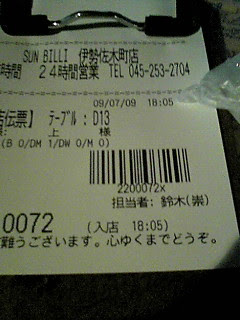 SUN BILLI 伊勢佐木町店
時間 24時間営業 TEL 045-253-2704
09/07/09 18:05
店伝票】 テーブル:D13
: 上 様
(B 0/DM 1/DW 0/M 0)
2200072x
担当者: 鈴木(崇)
0072 (入店 18:05)
難うございます。心ゆくまでどうぞ。